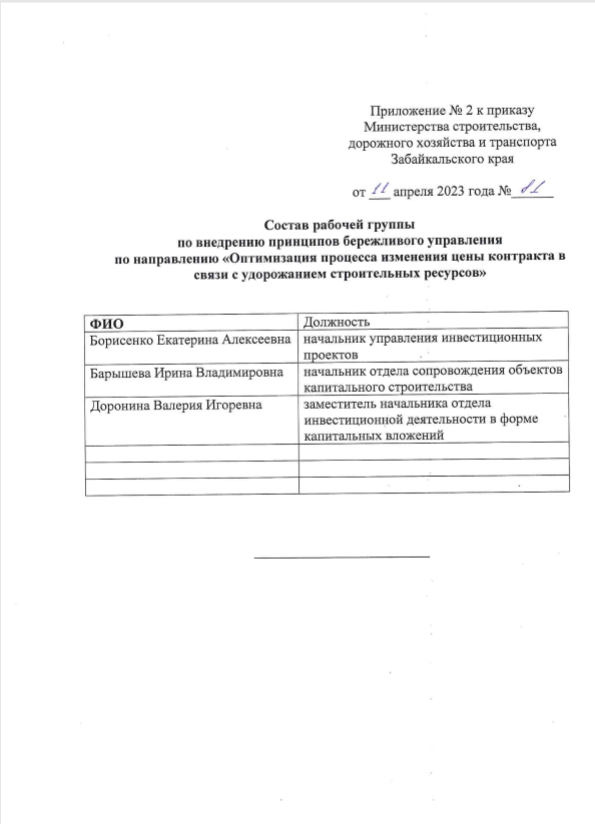 Приложение № 2 к приказу
Министерства строительства,
дорожного хозяйства и транспорта
Забайкальского края
от 11 апреля 2023 года № 81
Состав рабочей группы
по внедрению принципов бережливого управления
по направлению «Оптимизация процесса изменения цены контракта в
связи с удорожанием строительных ресурсов»
ФИО Должность
Борисенко Екатерина Алексеевна начальник управления инвестиционных
проектов
Барышева Ирина Владимировна начальник отдела сопровождения объектов
капитального строительства
Доронина Валерия Игоревна заместитель начальника отдела
инвестиционной деятельности в форме
капитальных вложений